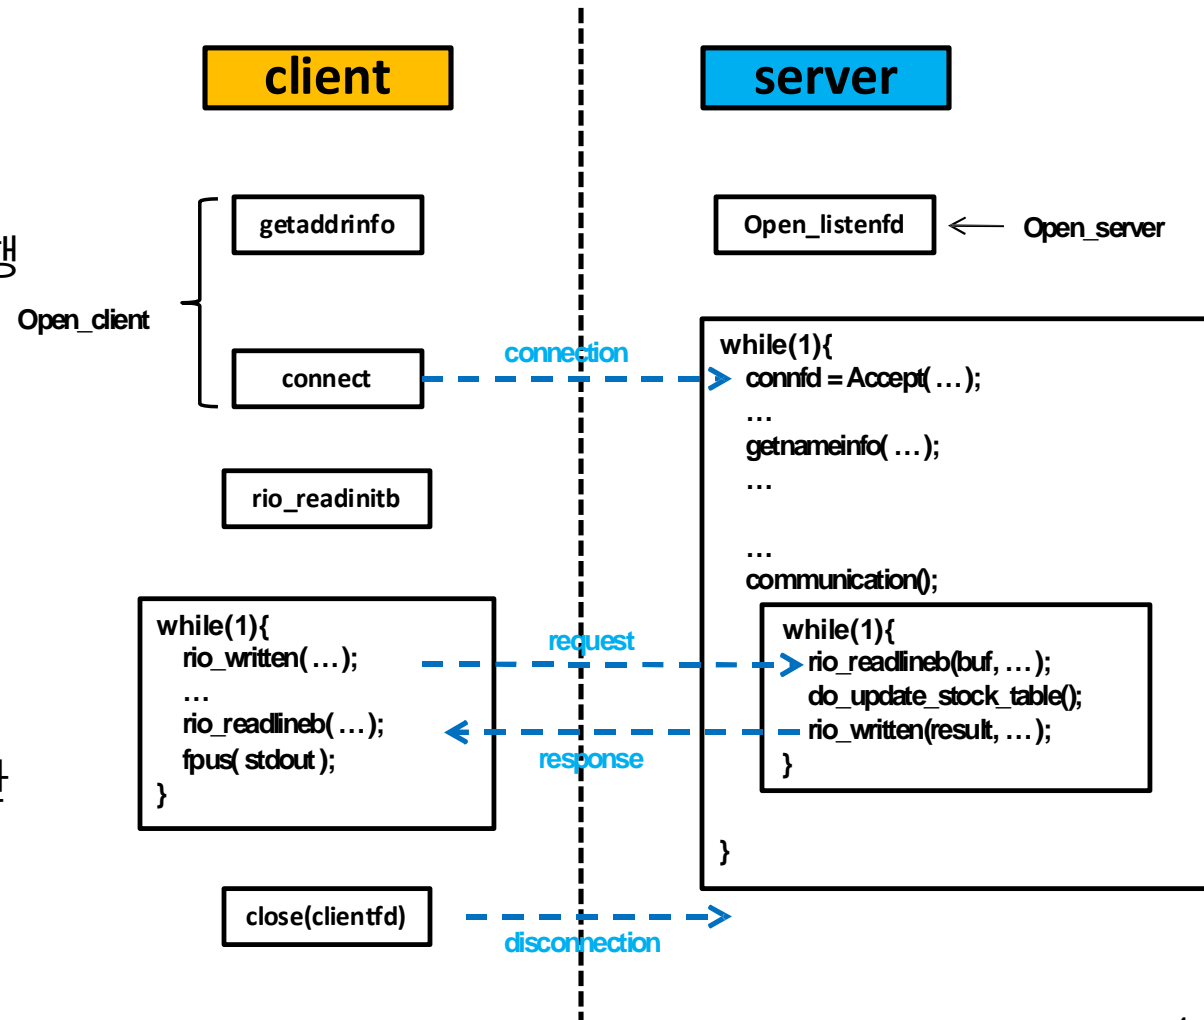 client
server
getaddrinfo
Open_listenfd
Open_server
Open_client
connection
connect
while(1){
connfd = Accept( … );
…
getnameinfo( … );
…
…
communication();
rio_readinitb
while(1){
rio_written( … );
…
rio_readlineb( … );
fpus( stdout );
}
request
response
while(1){
rio_readlineb(buf, … );
do_update_stock_table();
rio_written(result, … );
}
}
close(clientfd)
disconnection